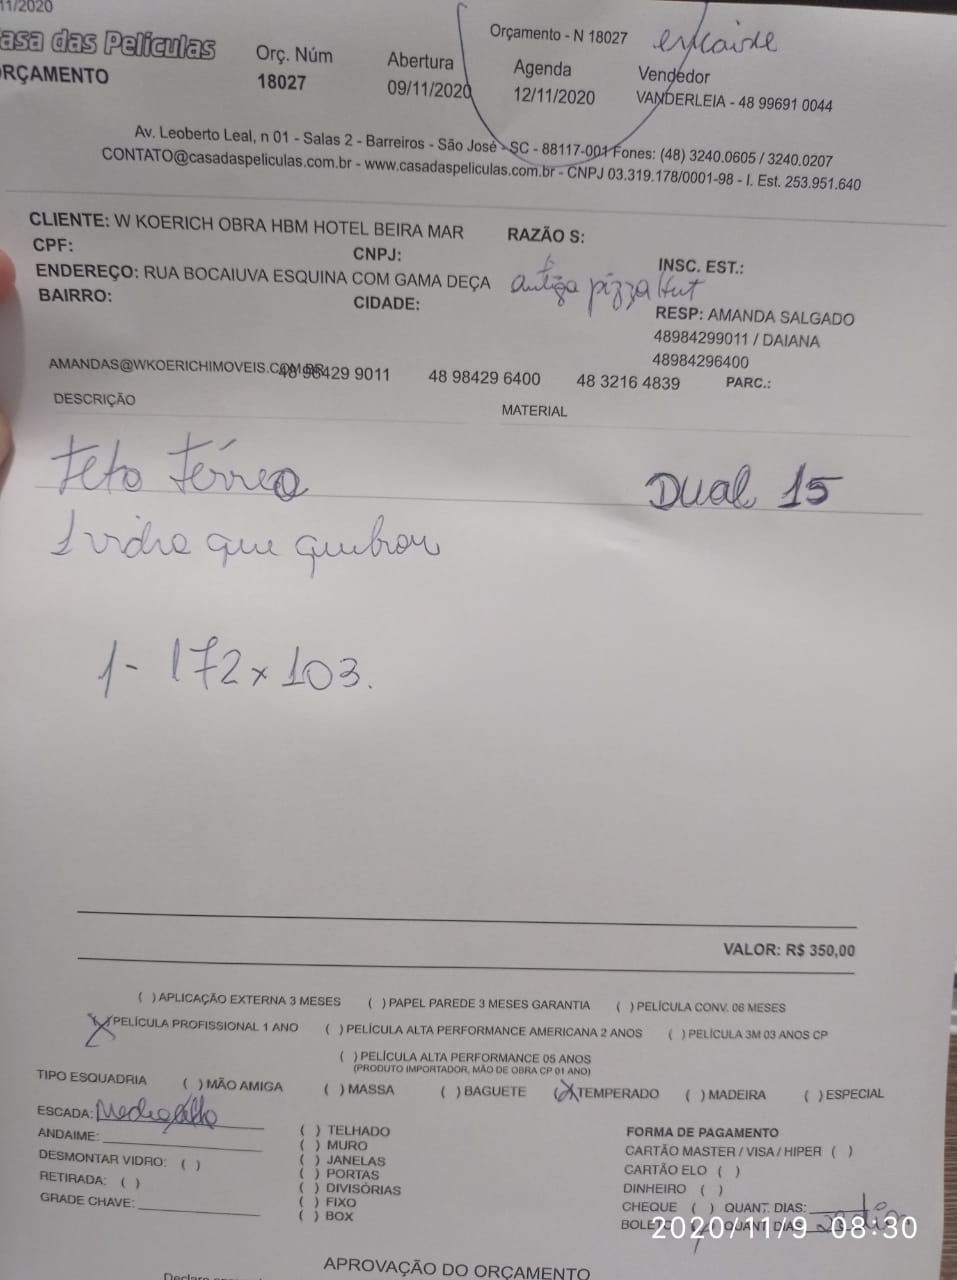 11/2020
asa das Películas
ORÇAMENTO
Orç. Núm
18027
Abertura
09/11/2020
Orçamento - N 18027
Agenda
12/11/2020
Vendedor
VANDERLEIA - 48 99691 0044
Av. Leoberto Leal, n 01 - Salas 2 - Barreiros - São José - SC - 88117-001 Fones: (48) 3240.0605 / 3240.0207
CONTATO@casadaspeliculas.com.br - www.casadaspeliculas.com.br - CNPJ 03.319.178/0001-98 - I. Est. 253.951.640
CLIENTE: W KOERICH OBRA HBM HOTEL BEIRA MAR RAZÃO S:
CPF: CNPJ: INSC. EST.:
ENDEREÇO: RUA BOCAIUVA ESQUINA COM GAMA DEÇA antiga pizza Hut
BAIRRO: CIDADE: RESP: AMANDA SALGADO
48984299011 / DAIANA
48984296400
AMANDAS@WKOERICHIMOVEIS.COM.BR 48 98429 9011 48 98429 6400 48 3216 4839 PARC.:
DESCRIÇÃO MATERIAL
teto térreo Dual 15
1 vidro que quebrou
1- 172 x 103.
VALOR: R$ 350,00
( ) APLICAÇÃO EXTERNA 3 MESES ( ) PAPEL PAREDE 3 MESES GARANTIA ( ) PELÍCULA CONV. 06 MESES
(X) PELÍCULA PROFISSIONAL 1 ANO ( ) PELÍCULA ALTA PERFORMANCE AMERICANA 2 ANOS ( ) PELÍCULA 3M 03 ANOS CP
( ) PELÍCULA ALTA PERFORMANCE 05 ANOS
(PRODUTO IMPORTADOR, MÃO DE OBRA CP 01 ANO)
TIPO ESQUADRIA ( ) MÃO AMIGA ( ) MASSA ( ) BAGUETE (X) TEMPERADO ( ) MADEIRA ( ) ESPECIAL
ESCADA:
ANDAIME:
DESMONTAR VIDRO: ( )
RETIRADA: ( )
GRADE CHAVE:
( ) TELHADO
( ) MURO
( ) JANELAS
( ) PORTAS
( ) DIVISÓRIAS
( ) FIXO
( ) BOX
FORMA DE PAGAMENTO
CARTÃO MASTER / VISA / HIPER ( )
CARTÃO ELO ( )
DINHEIRO ( )
CHEQUE ( ) QUANT. DIAS:
BOLETO QUANT DIAS
2020/11/9 08:30
APROVAÇÃO DO ORÇAMENTO